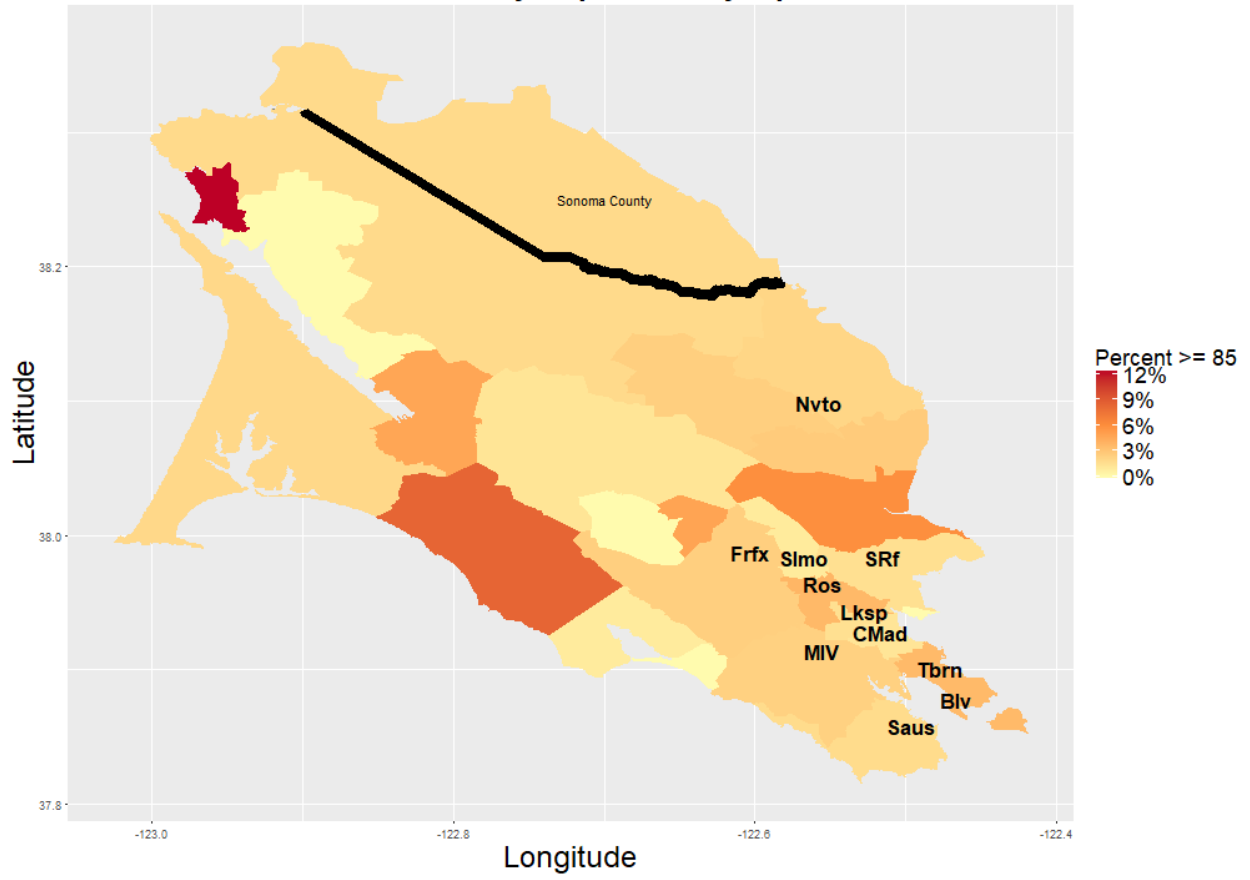 Sonoma County
38.2
Latitude
Percent >= 85
12%
9%
6%
3%
0%
Nvto
38.0
Frfx
Slmo
SRf
Ros
Lksp
CMad
MlV
Tbrn
Blv
Saus
37.8
-123.0
-122.8
-122.6
-122.4
Longitude